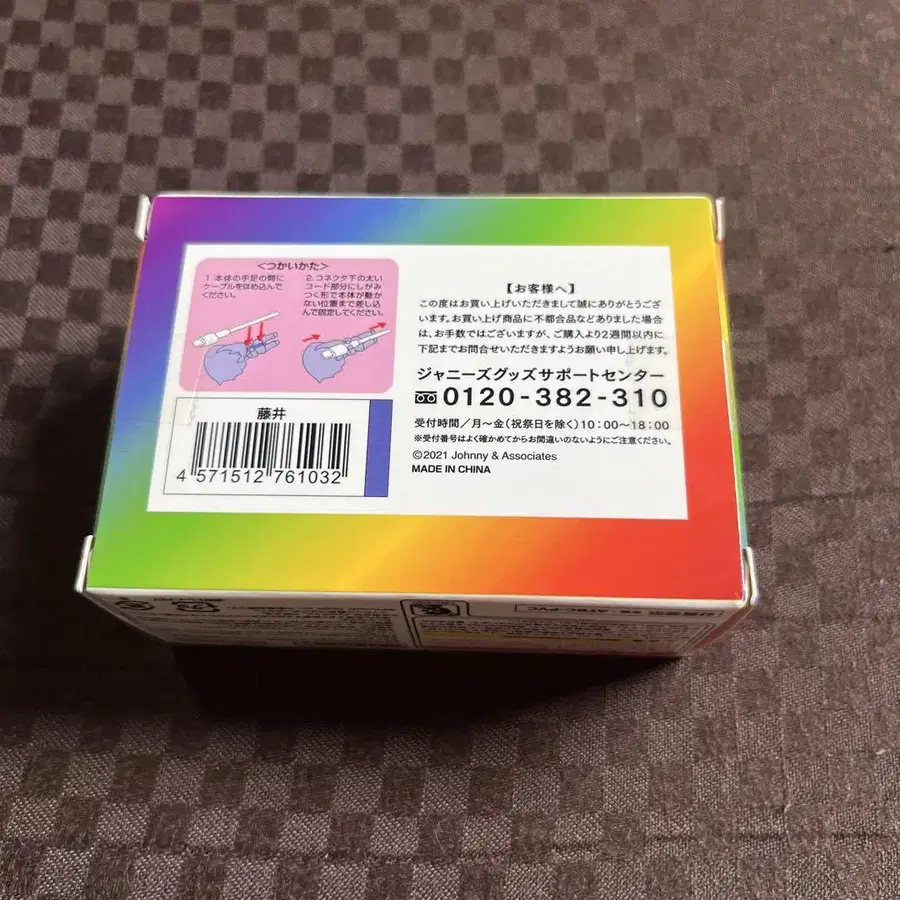 <つかいかた>
1.本体の手足の間に
ケーブルをはめ込んで
ください。
2.コネクタ下の太い
コード部分にしがみ
つく形で本体が動か
ない位置まで差し込
んで固定してください。
藤井
4 571512 761032
【お客様へ】
この度はお買い上げいただきまして誠にありがとうござ
います。お買い上げ商品に不都合品などありました場合
は、お手数ではございますが、ご購入より2週間以内に
下記までお問合せいただきますようお願い申し上げます。
ジャニーズグッズサポートセンター
0120-382-310
受付時間/月〜金(祝祭日を除く)10:00〜18:00
※受付番号はよく確かめてからお間違いのないようにご注意ください。
©2021 Johnny & Associates
MADE IN CHINA